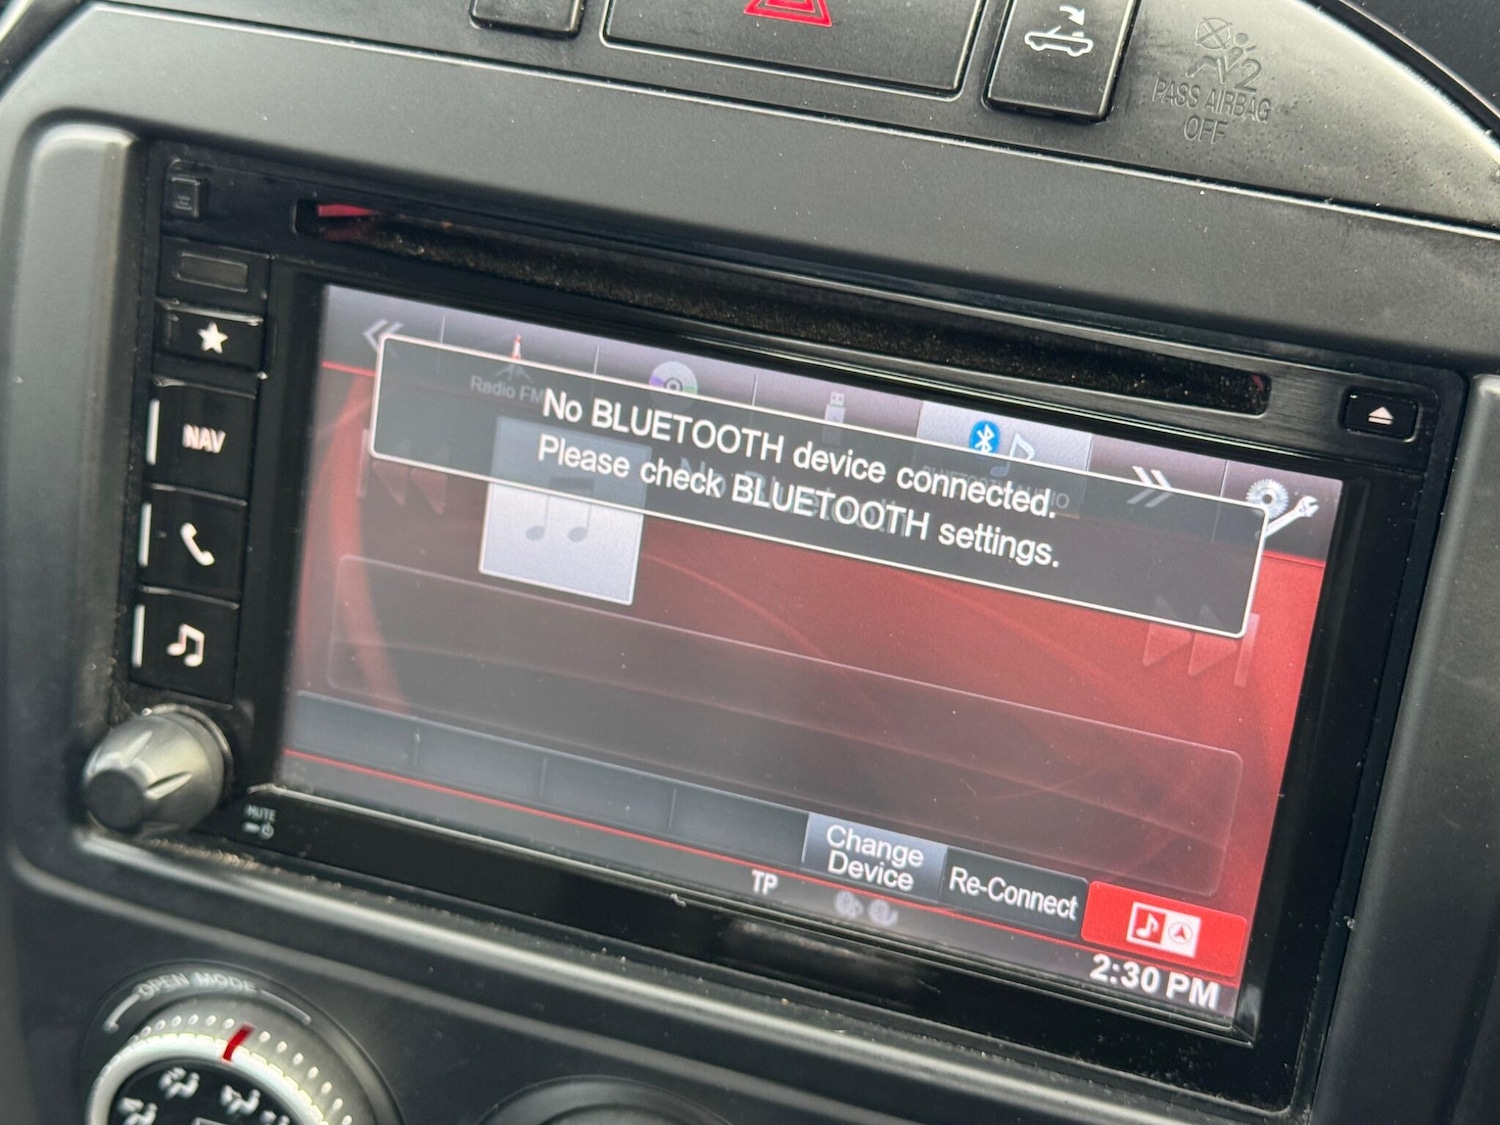 PASS AIRBAG
OFF
2
Radio FM
No BLUETOOTH device connected.
Please check BLUETOOTH settings.
NAV
MUTE
Change
Device
Re-Connect
TP
2:30 PM
OPEN MODE